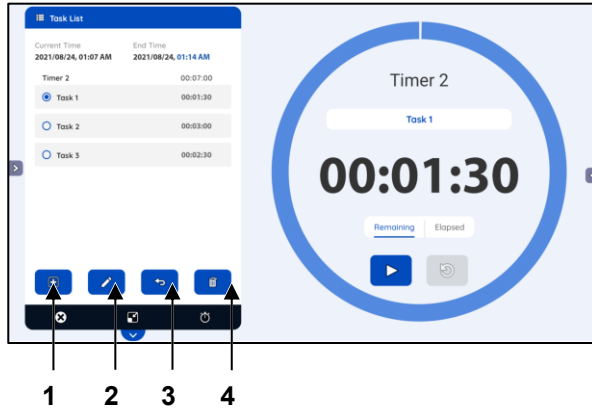 Task List
Current Time
End Time
2021/08/24, 01:07 AM
2021/08/24, 01:14 AM
Timer 2
00:07:00
Task 1
00:01:30
Task 2
00:03:00
Task 3
00:02:30
Timer 2
Task 1
00:01:30
Remaining
Elapsed
1
2
3
4